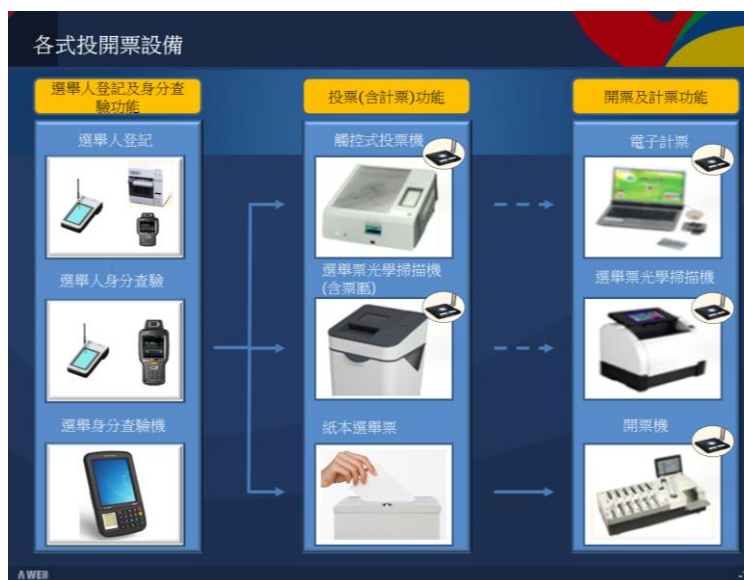 各式投開票設備
選舉人登記及身分查
驗功能
投票(含計票)功能
開票及計票功能
選舉人登記
觸控式投票機
電子計票
選舉人身分查驗
選舉票光學掃描機
(含票匭)
選舉票光學掃描機
選舉身分查驗機
紙本選舉票
開票機
A WEB